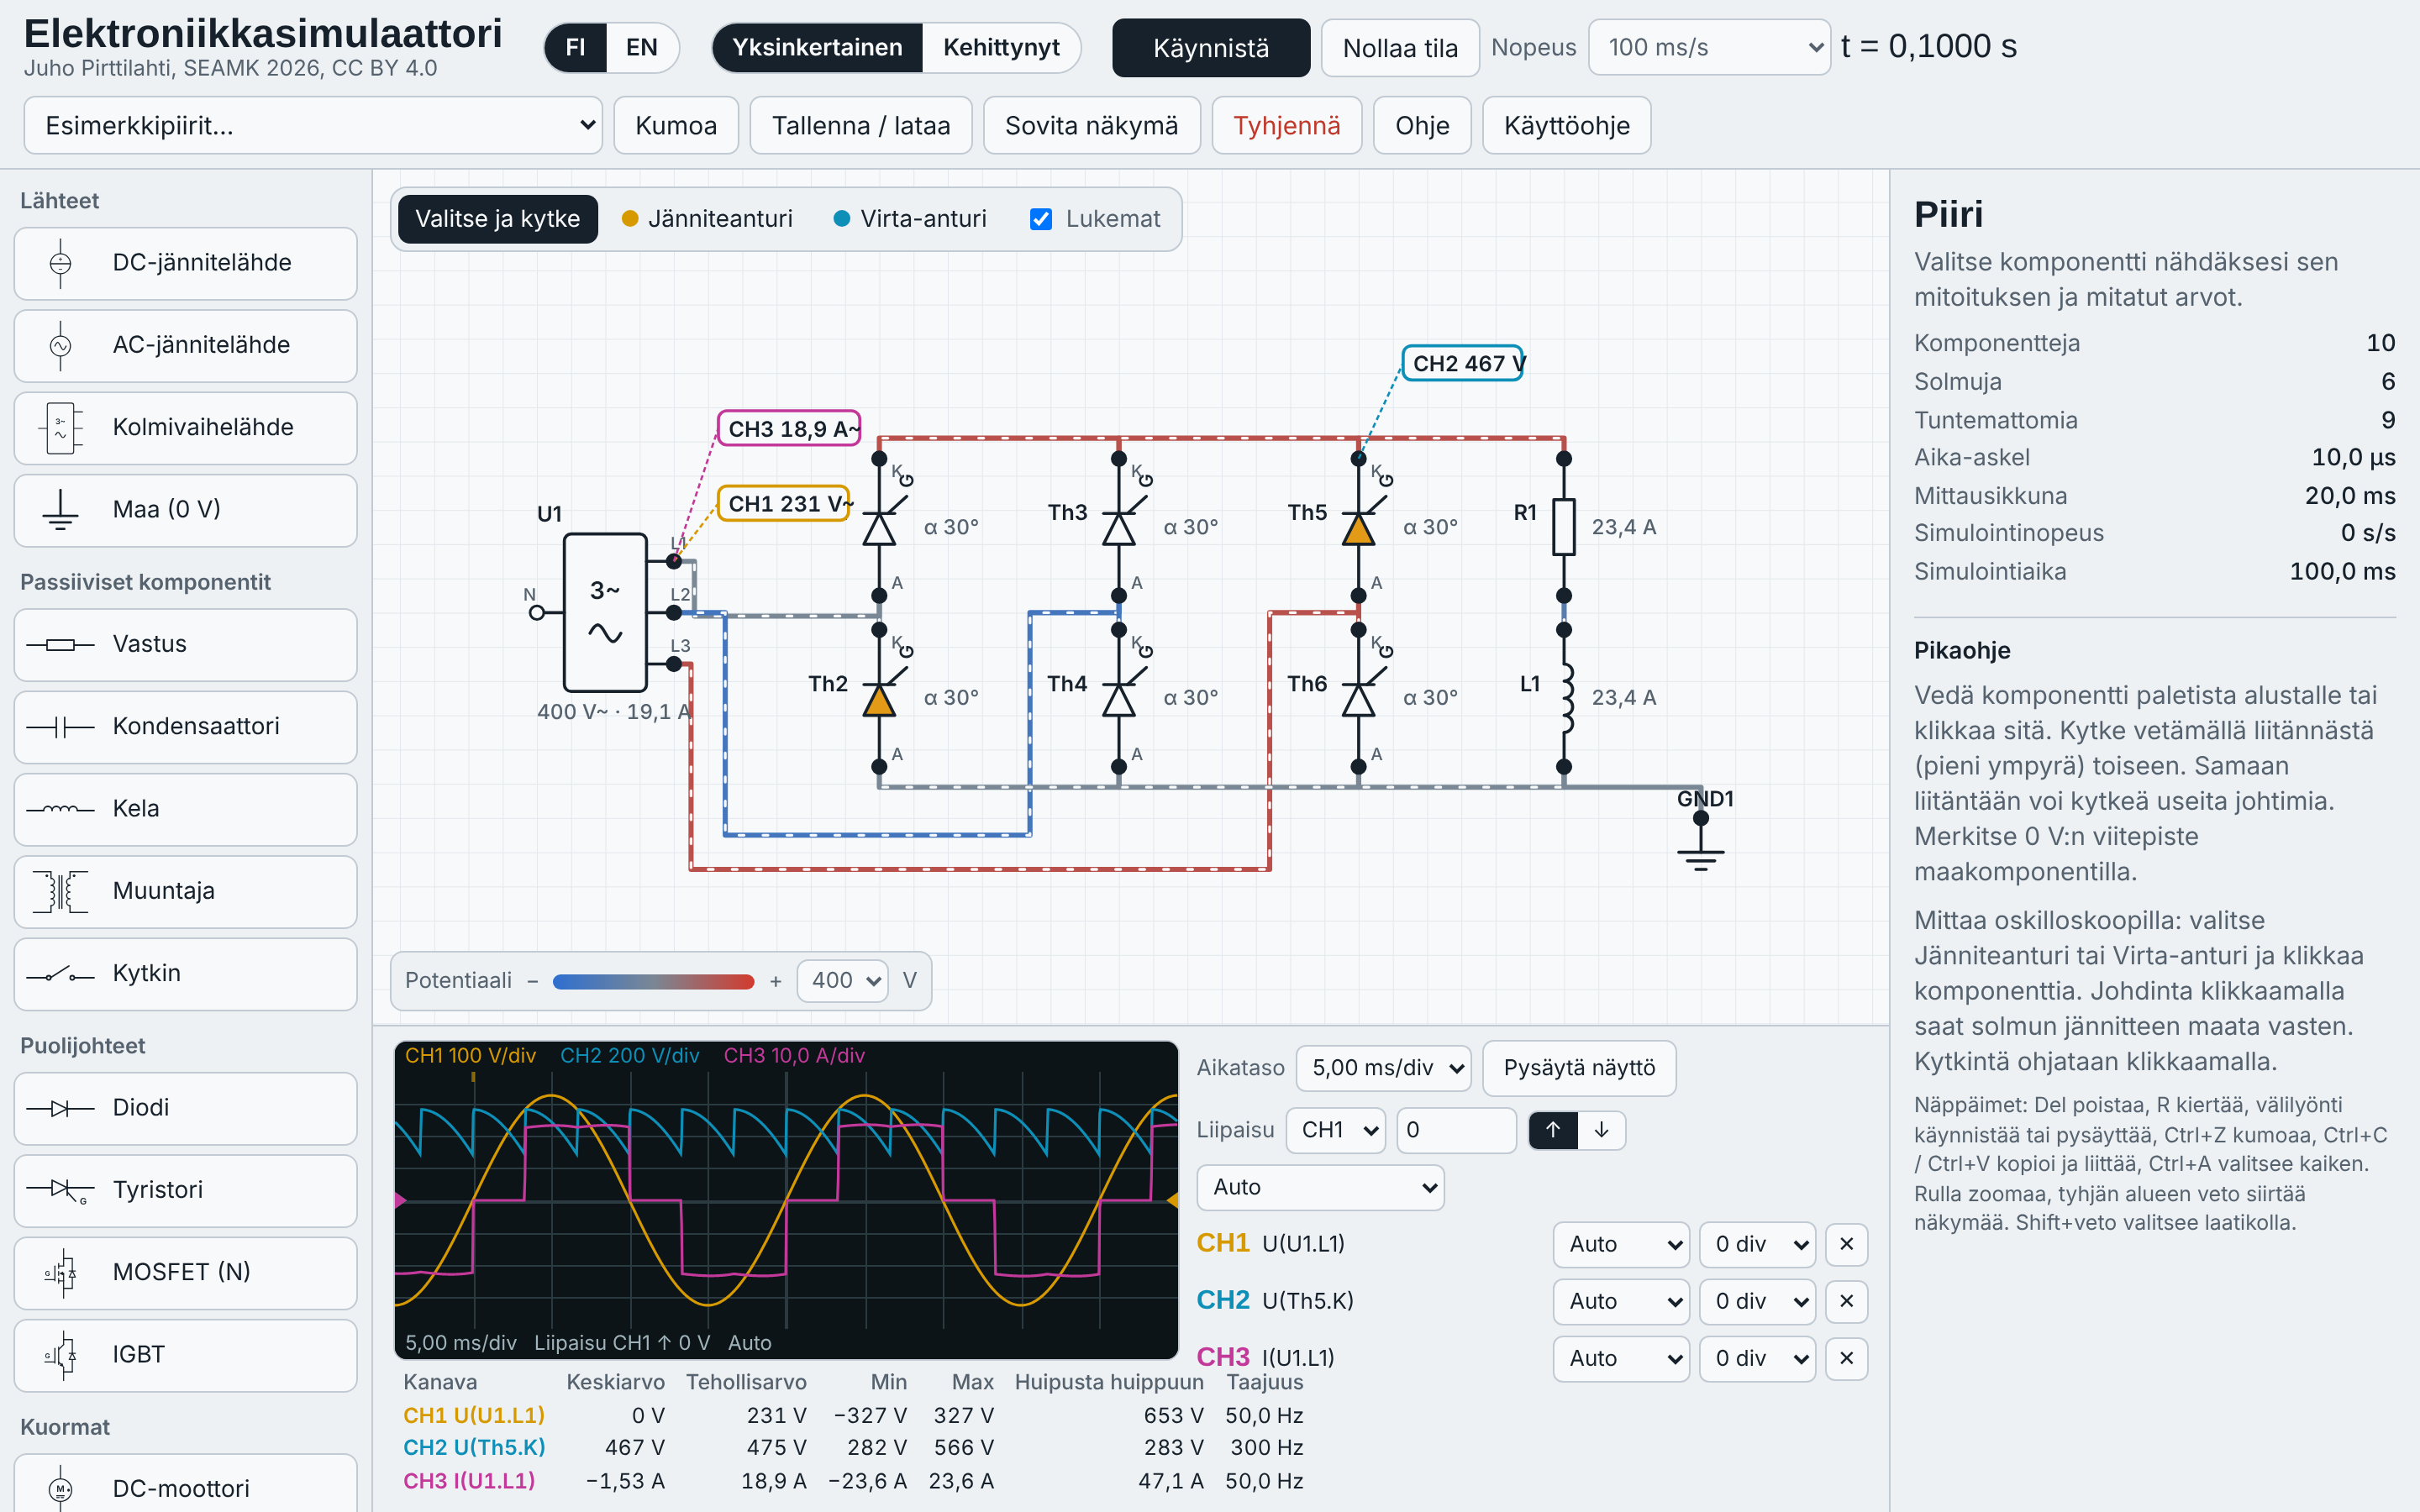 Elektroniikkasimulaattori
Juho Pirttilahti, SEAMK 2026, CC BY 4.0
FI EN
Yksinkertainen Kehittynyt
Käynnistä
Nollaa tila
Nopeus 100 ms/s
t = 0,1000 s
Esimerkkipiirit...
Kumoa
Tallenna / lataa
Sovita näkymä
Tyhjennä
Ohje
Käyttöohje
Lähteet
DC-jännitelähde
AC-jännitelähde
3~
Kolmivaihelähde
Maa (0 V)
Passiiviset komponentit
Vastus
Kondensaattori
Kela
Muuntaja
Kytkin
Puolijohteet
Diodi
G
Tyristori
G
MOSFET (N)
G
IGBT
Kuormat
M
DC-moottori
Valitse ja kytke
Jänniteanturi
Virta-anturi
Lukemat
CH2 467 V
CH3 18,9 A~
CH1 231 V~
U1
3~
N
L1
L2
L3
400 V~ · 19,1 A
K G
α 30°
A
Th3
K G
α 30°
A
Th5
K G
α 30°
A
R1
23,4 A
Th2
K G
α 30°
A
Th4
K G
α 30°
A
Th6
K G
α 30°
A
L1
23,4 A
GND1
Potentiaali − + 400 V
CH1 100 V/div CH2 200 V/div CH3 10,0 A/div
5,00 ms/div Liipaisu CH1 ↑ 0 V Auto
Aikataso 5,00 ms/div Pysäytä näyttö
Liipaisu CH1 0 ↑ ↓
Auto
CH1 U(U1.L1) Auto 0 div ✕
CH2 U(Th5.K) Auto 0 div ✕
CH3 I(U1.L1) Auto 0 div ✕
Kanava Keskiarvo Tehollisarvo Min Max Huipusta huippuun Taajuus
CH1 U(U1.L1) 0 V 231 V −327 V 327 V 653 V 50,0 Hz
CH2 U(Th5.K) 467 V 475 V 282 V 566 V 283 V 300 Hz
CH3 I(U1.L1) −1,53 A 18,9 A −23,6 A 23,6 A 47,1 A 50,0 Hz
Piiri
Valitse komponentti nähdäksesi sen
mitoituksen ja mitatut arvot.
Komponentteja 10
Solmuja 6
Tuntemattomia 9
Aika-askel 10,0 µs
Mittausikkuna 20,0 ms
Simulointinopeus 0 s/s
Simulointiaika 100,0 ms
Pikaohje
Vedä komponentti paletista alustalle tai
klikkaa sitä. Kytke vetämällä liitännästä
(pieni ympyrä) toiseen. Samaan
liitäntään voi kytkeä useita johtimia.
Merkitse 0 V:n viitepiste
maakomponentilla.
Mittaa oskilloskoopilla: valitse
Jänniteanturi tai Virta-anturi ja klikkaa
komponenttia. Johdinta klikkaamalla
saat solmun jännitteen maata vasten.
Kytkintä ohjataan klikkaamalla.
Näppäimet: Del poistaa, R kiertää, välilyönti
käynnistää tai pysäyttää, Ctrl+Z kumoaa, Ctrl+C
/ Ctrl+V kopioi ja liittää, Ctrl+A valitsee kaiken.
Rulla zoomaa, tyhjän alueen veto siirtää
näkymää. Shift+veto valitsee laatikolla.